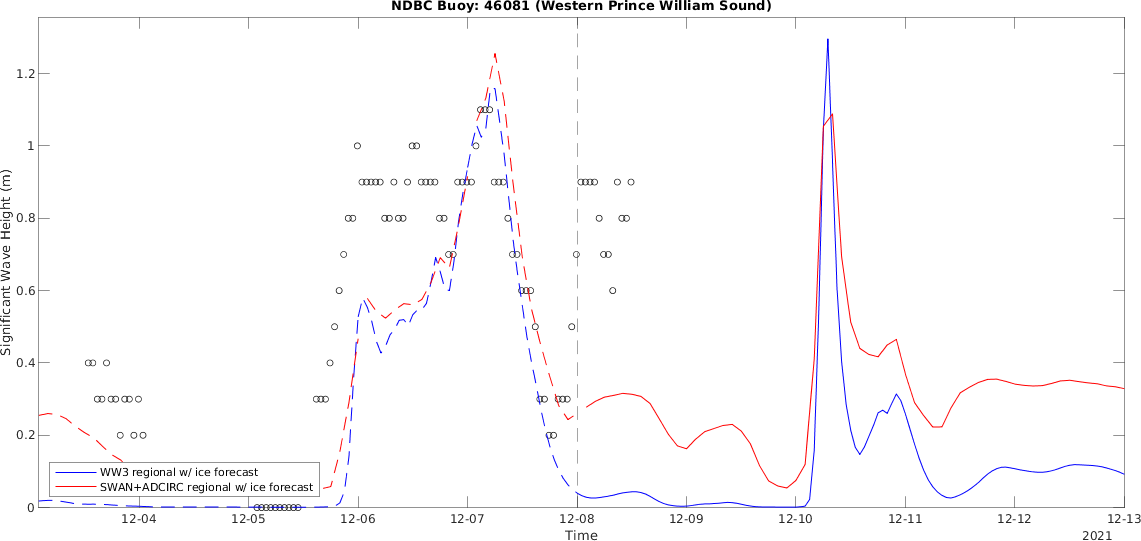 NDBC Buoy: 46081 (Western Prince William Sound)
Significant Wave Height (m)
1.2
1
0.8
0.6
0.4
0.2
0
WW3 regional w/ ice forecast
SWAN+ADCIRC regional w/ ice forecast
12-04 12-05 12-06 12-07 12-08 12-09 12-10 12-11 12-12 12-13
Time
2021